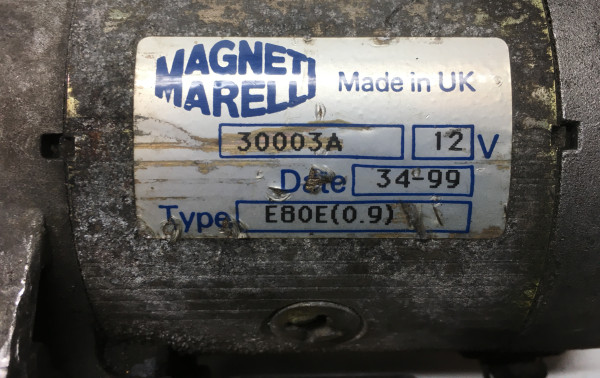 MAGNETI
MARELLI
Made in UK
30003A 12 V
Date 34-99
Type E80E(0.9)